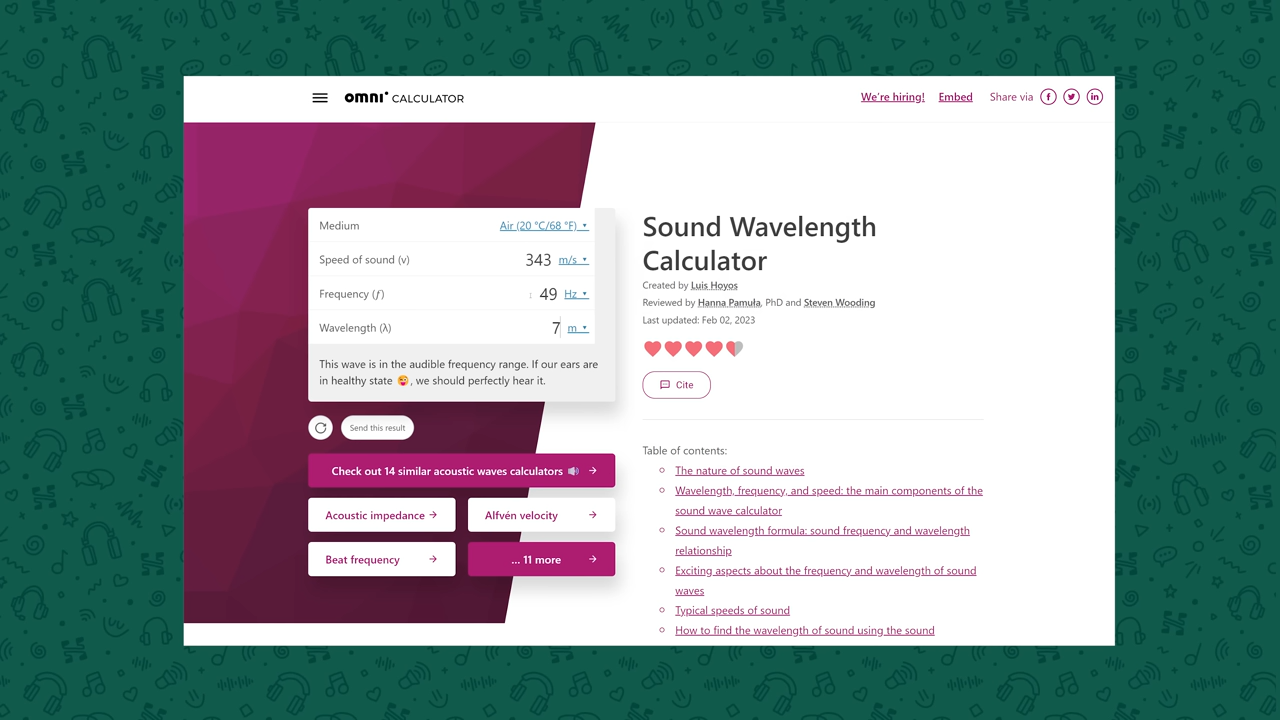 omni CALCULATOR
We're hiring! Embed Share via
Medium Air (20 °C/68 °F)
Speed of sound (v) 343 m/s
Frequency (ƒ) 49 Hz
Wavelength (λ) 7 m
This wave is in the audible frequency range. If our ears are
in healthy state 😜, we should perfectly hear it.
Send this result
Check out 14 similar acoustic waves calculators 🔊 →
Acoustic impedance →
Alfvén velocity →
Beat frequency →
... 11 more →
Sound Wavelength
Calculator
Created by Luis Hoyos
Reviewed by Hanna Pamuła, PhD and Steven Wooding
Last updated: Feb 02, 2023
Cite
Table of contents:
The nature of sound waves
Wavelength, frequency, and speed: the main components of the
sound wave calculator
Sound wavelength formula: sound frequency and wavelength
relationship
Exciting aspects about the frequency and wavelength of sound
waves
Typical speeds of sound
How to find the wavelength of sound using the sound